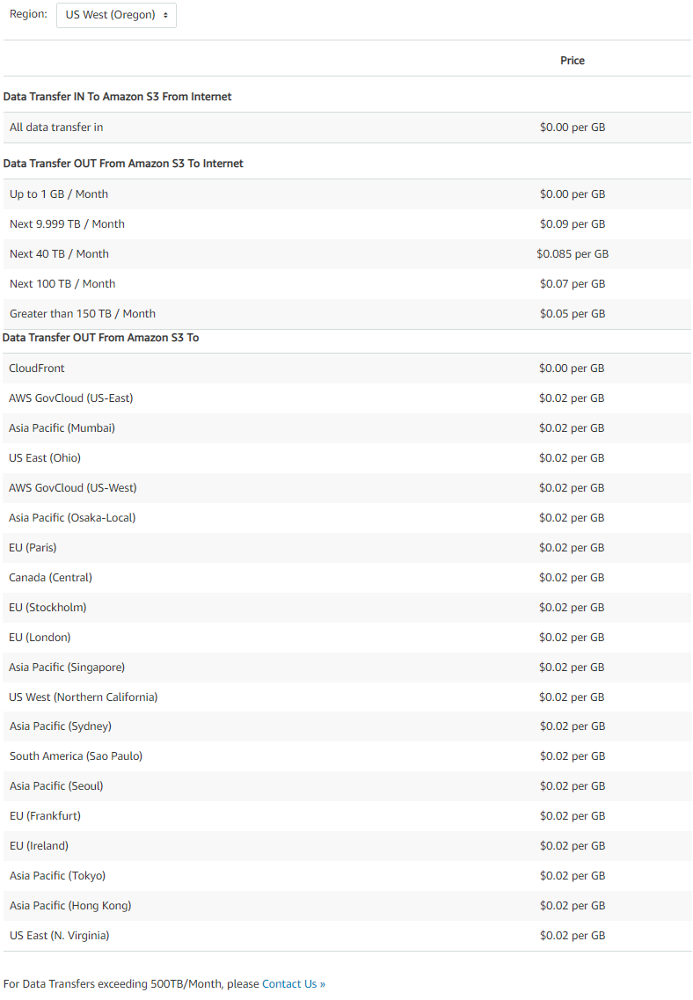 Region: US West (Oregon)
Price
Data Transfer IN To Amazon S3 From Internet
All data transfer in $0.00 per GB
Data Transfer OUT From Amazon S3 To Internet
Up to 1 GB / Month $0.00 per GB
Next 9.999 TB / Month $0.09 per GB
Next 40 TB / Month $0.085 per GB
Next 100 TB / Month $0.07 per GB
Greater than 150 TB / Month $0.05 per GB
Data Transfer OUT From Amazon S3 To
CloudFront $0.00 per GB
AWS GovCloud (US-East) $0.02 per GB
Asia Pacific (Mumbai) $0.02 per GB
US East (Ohio) $0.02 per GB
AWS GovCloud (US-West) $0.02 per GB
Asia Pacific (Osaka-Local) $0.02 per GB
EU (Paris) $0.02 per GB
Canada (Central) $0.02 per GB
EU (Stockholm) $0.02 per GB
EU (London) $0.02 per GB
Asia Pacific (Singapore) $0.02 per GB
US West (Northern California) $0.02 per GB
Asia Pacific (Sydney) $0.02 per GB
South America (Sao Paulo) $0.02 per GB
Asia Pacific (Seoul) $0.02 per GB
EU (Frankfurt) $0.02 per GB
EU (Ireland) $0.02 per GB
Asia Pacific (Tokyo) $0.02 per GB
Asia Pacific (Hong Kong) $0.02 per GB
US East (N. Virginia) $0.02 per GB
For Data Transfers exceeding 500TB/Month, please Contact Us »